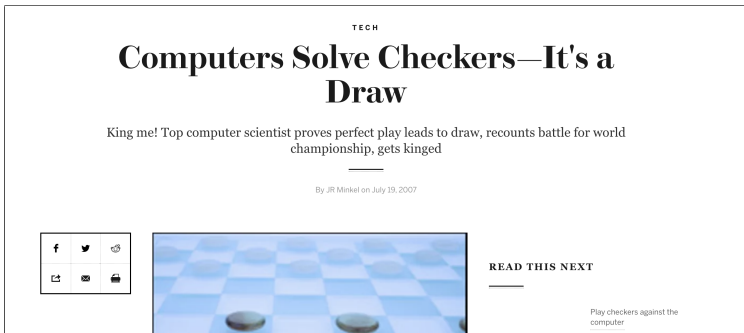 TECH
Computers Solve Checkers—It's a
Draw
King me! Top computer scientist proves perfect play leads to draw, recounts battle for world
championship, gets kinged
By JR Minkel on July 19, 2007
READ THIS NEXT
Play checkers against the
computer